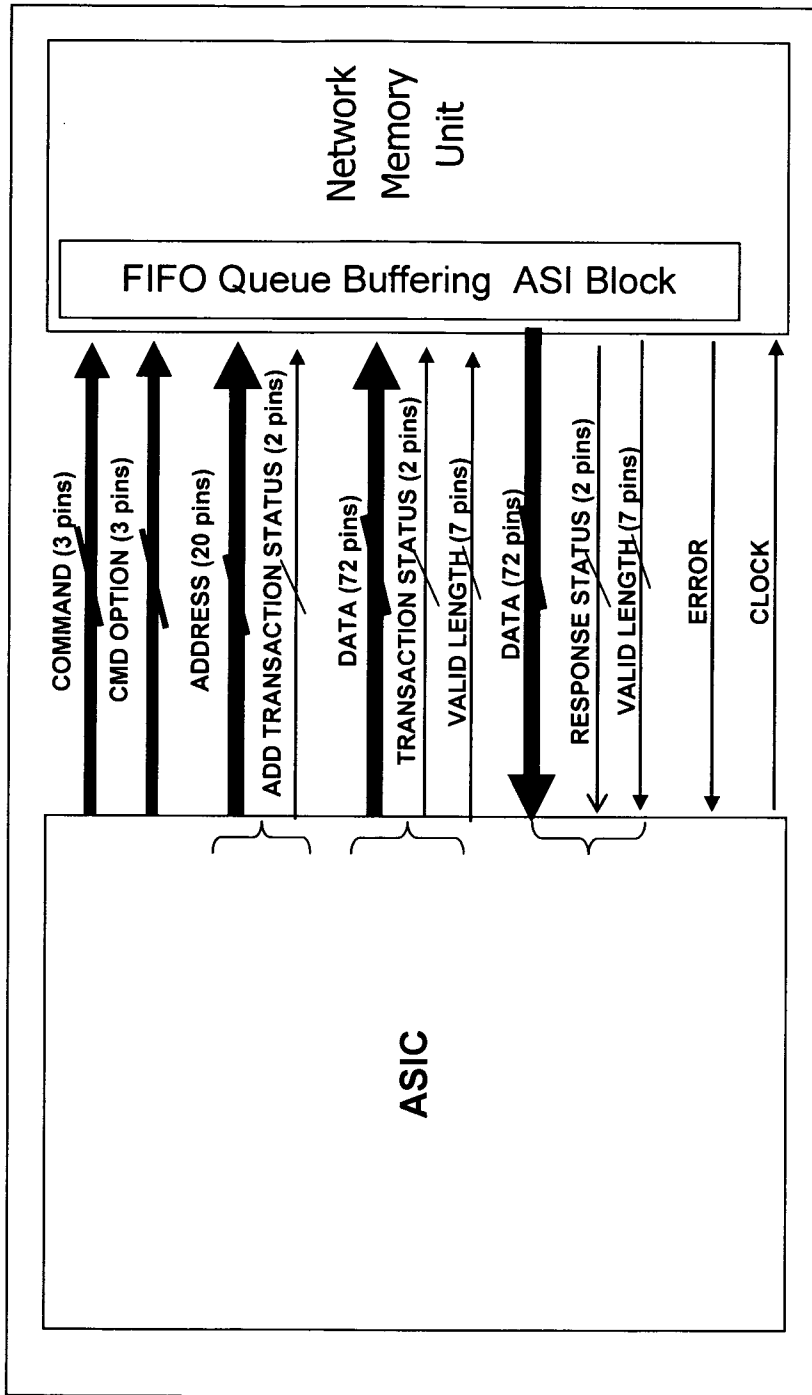 ASIC
COMMAND (3 pins)
CMD OPTION (3 pins)
ADDRESS (20 pins)
ADD TRANSACTION STATUS (2 pins)
DATA (72 pins)
TRANSACTION STATUS (2 pins)
VALID LENGTH (7 pins)
DATA (72 pins)
RESPONSE STATUS (2 pins)
VALID LENGTH (7 pins)
ERROR
CLOCK
FIFO Queue Buffering ASI Block
Network
Memory
Unit